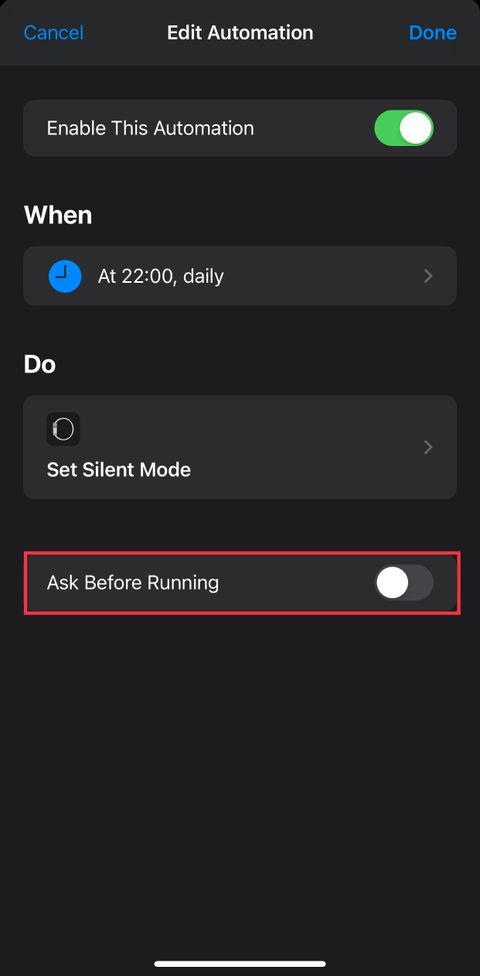 Cancel
Edit Automation
Done
Enable This Automation
When
At 22:00, daily
Do
Set Silent Mode
Ask Before Running